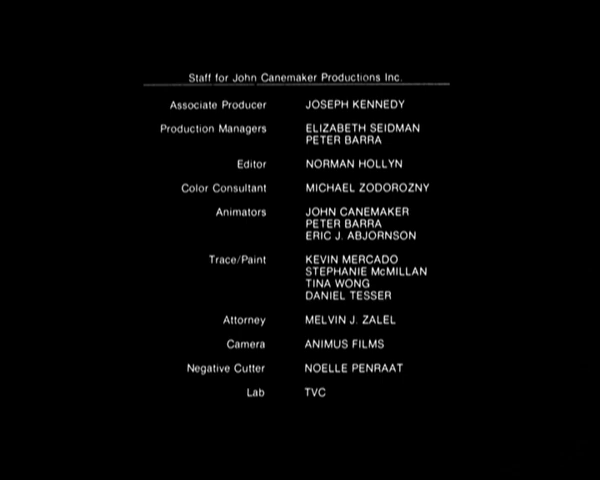 Staff for John Canemaker Productions Inc.
Associate Producer JOSEPH KENNEDY
Production Managers ELIZABETH SEIDMAN
PETER BARRA
Editor NORMAN HOLLYN
Color Consultant MICHAEL ZODOROZNY
Animators JOHN CANEMAKER
PETER BARRA
ERIC J. ABJORNSON
Trace/Paint KEVIN MERCADO
STEPHANIE McMILLAN
TINA WONG
DANIEL TESSER
Attorney MELVIN J. ZALEL
Camera ANIMUS FILMS
Negative Cutter NOELLE PENRAAT
Lab TVC